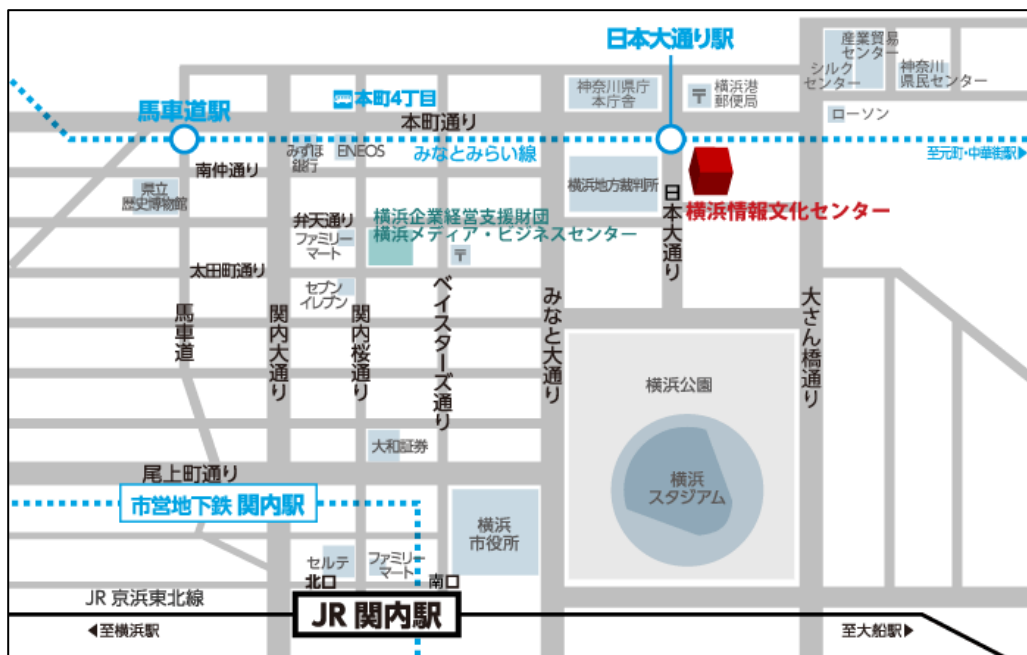 日本大通り駅
産業貿易
センター
シルク
センター
神奈川
県民センター
神奈川県庁
本庁舎
〒
横浜港
郵便局
ローソン
馬車道駅
本町4丁目
本町通り
みずほ
銀行
ENEOS
みなとみらい線
至元町・中華街駅▶
南仲通り
県立
歴史博物館
横浜地方裁判所
日本大通り
横浜情報文化センター
弁天通り
ファミリー
マート
横浜企業経営支援財団
横浜メディア・ビジネスセンター
〒
太田町通り
セブン
イレブン
馬車道
関内大通り
関内桜通り
ベイスターズ通り
みなと大通り
大さん橋通り
横浜公園
大和証券
横浜
スタジアム
尾上町通り
市営地下鉄 関内駅
横浜
市役所
セルテ
ファミリー
マート
北口
南口
JR 関内駅
JR 京浜東北線
◀至横浜駅
至大船駅▶